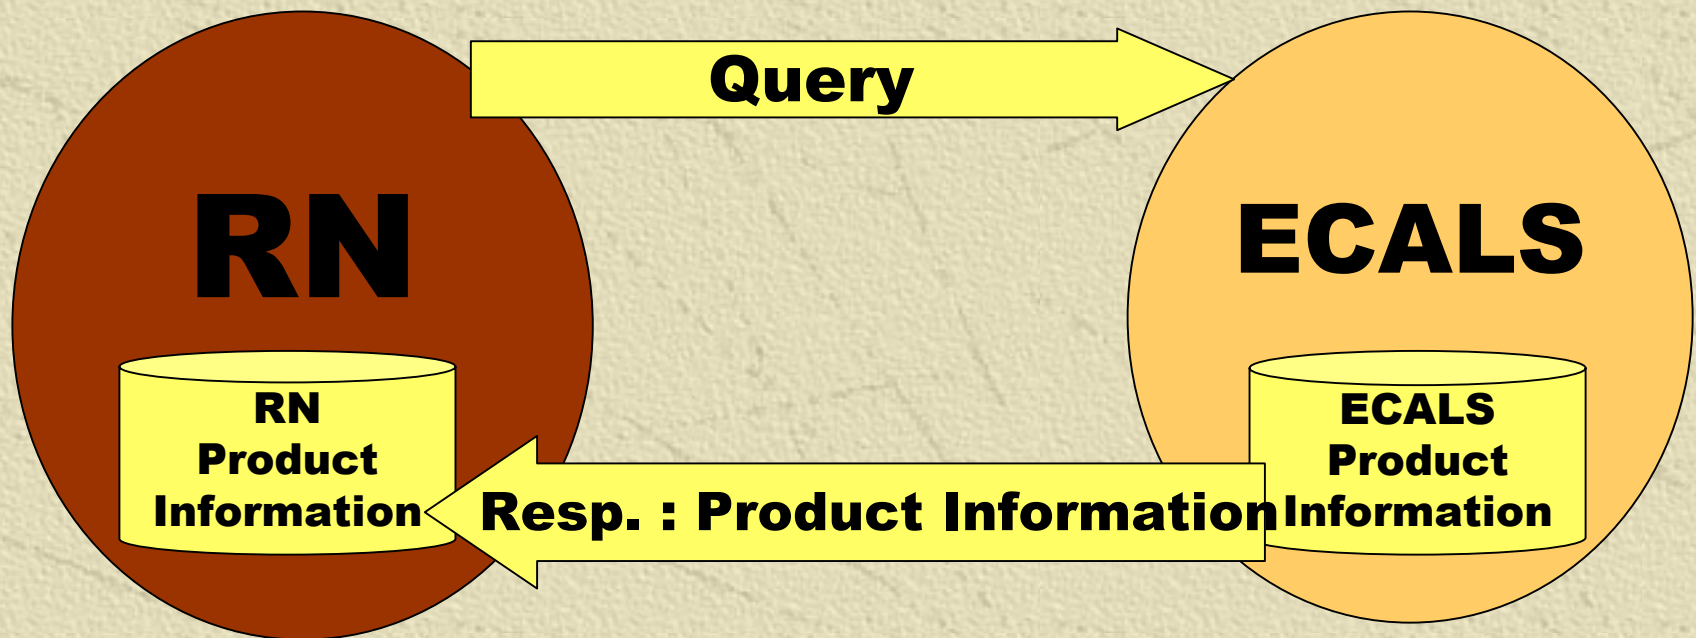 Query
RN
ECALS
RN
Product
Information
Resp. : Product Information
ECALS
Product
Information